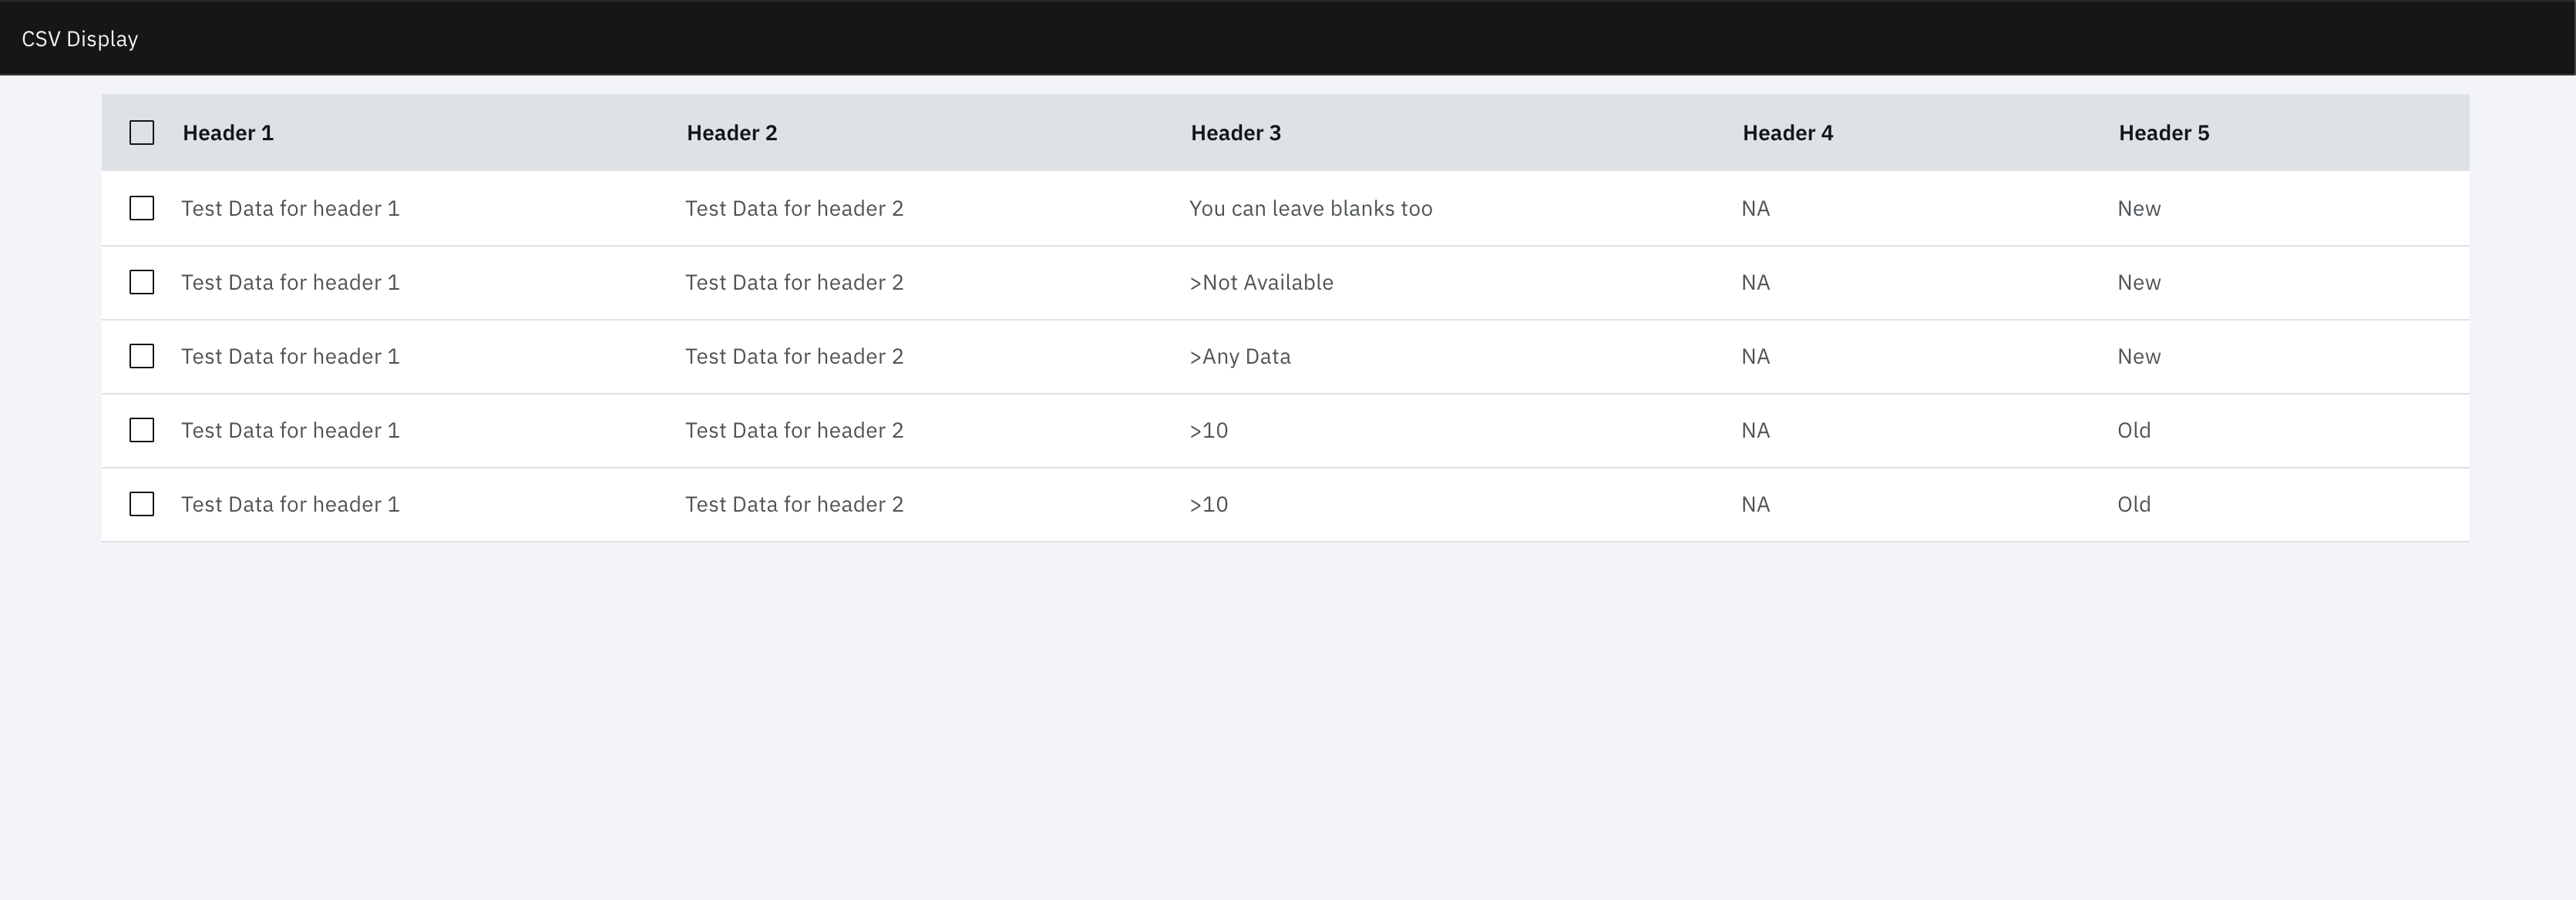 CSV Display
Header 1 Header 2 Header 3 Header 4 Header 5
Test Data for header 1 Test Data for header 2 You can leave blanks too NA New
Test Data for header 1 Test Data for header 2 >Not Available NA New
Test Data for header 1 Test Data for header 2 >Any Data NA New
Test Data for header 1 Test Data for header 2 >10 NA Old
Test Data for header 1 Test Data for header 2 >10 NA Old